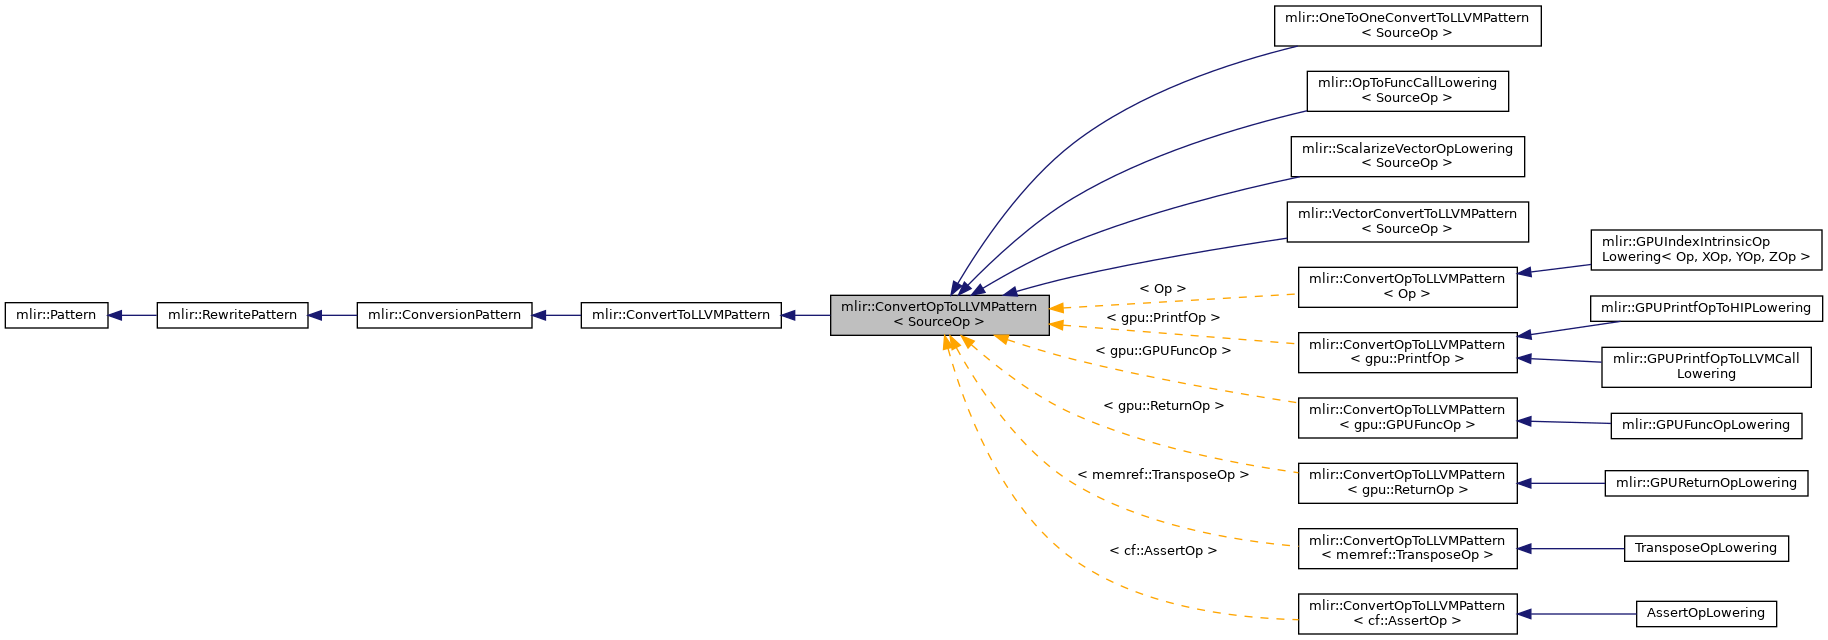 mlir::Pattern
mlir::RewritePattern
mlir::ConversionPattern
mlir::ConvertToLLVMPattern
mlir::ConvertOpToLLVMPattern
< SourceOp >
mlir::OneToOneConvertToLLVMPattern
< SourceOp >
mlir::OpToFuncCallLowering
< SourceOp >
mlir::ScalarizeVectorOpLowering
< SourceOp >
mlir::VectorConvertToLLVMPattern
< SourceOp >
< Op >
mlir::ConvertOpToLLVMPattern
< Op >
mlir::GPUIndexIntrinsicOp
Lowering< Op, XOp, YOp, ZOp >
< gpu::PrintfOp >
mlir::ConvertOpToLLVMPattern
< gpu::PrintfOp >
mlir::GPUPrintfOpToHIPLowering
mlir::GPUPrintfOpToLLVMCall
Lowering
< gpu::GPUFuncOp >
mlir::ConvertOpToLLVMPattern
< gpu::GPUFuncOp >
mlir::GPUFuncOpLowering
< gpu::ReturnOp >
mlir::ConvertOpToLLVMPattern
< gpu::ReturnOp >
mlir::GPUReturnOpLowering
< memref::TransposeOp >
mlir::ConvertOpToLLVMPattern
< memref::TransposeOp >
TransposeOpLowering
< cf::AssertOp >
mlir::ConvertOpToLLVMPattern
< cf::AssertOp >
AssertOpLowering